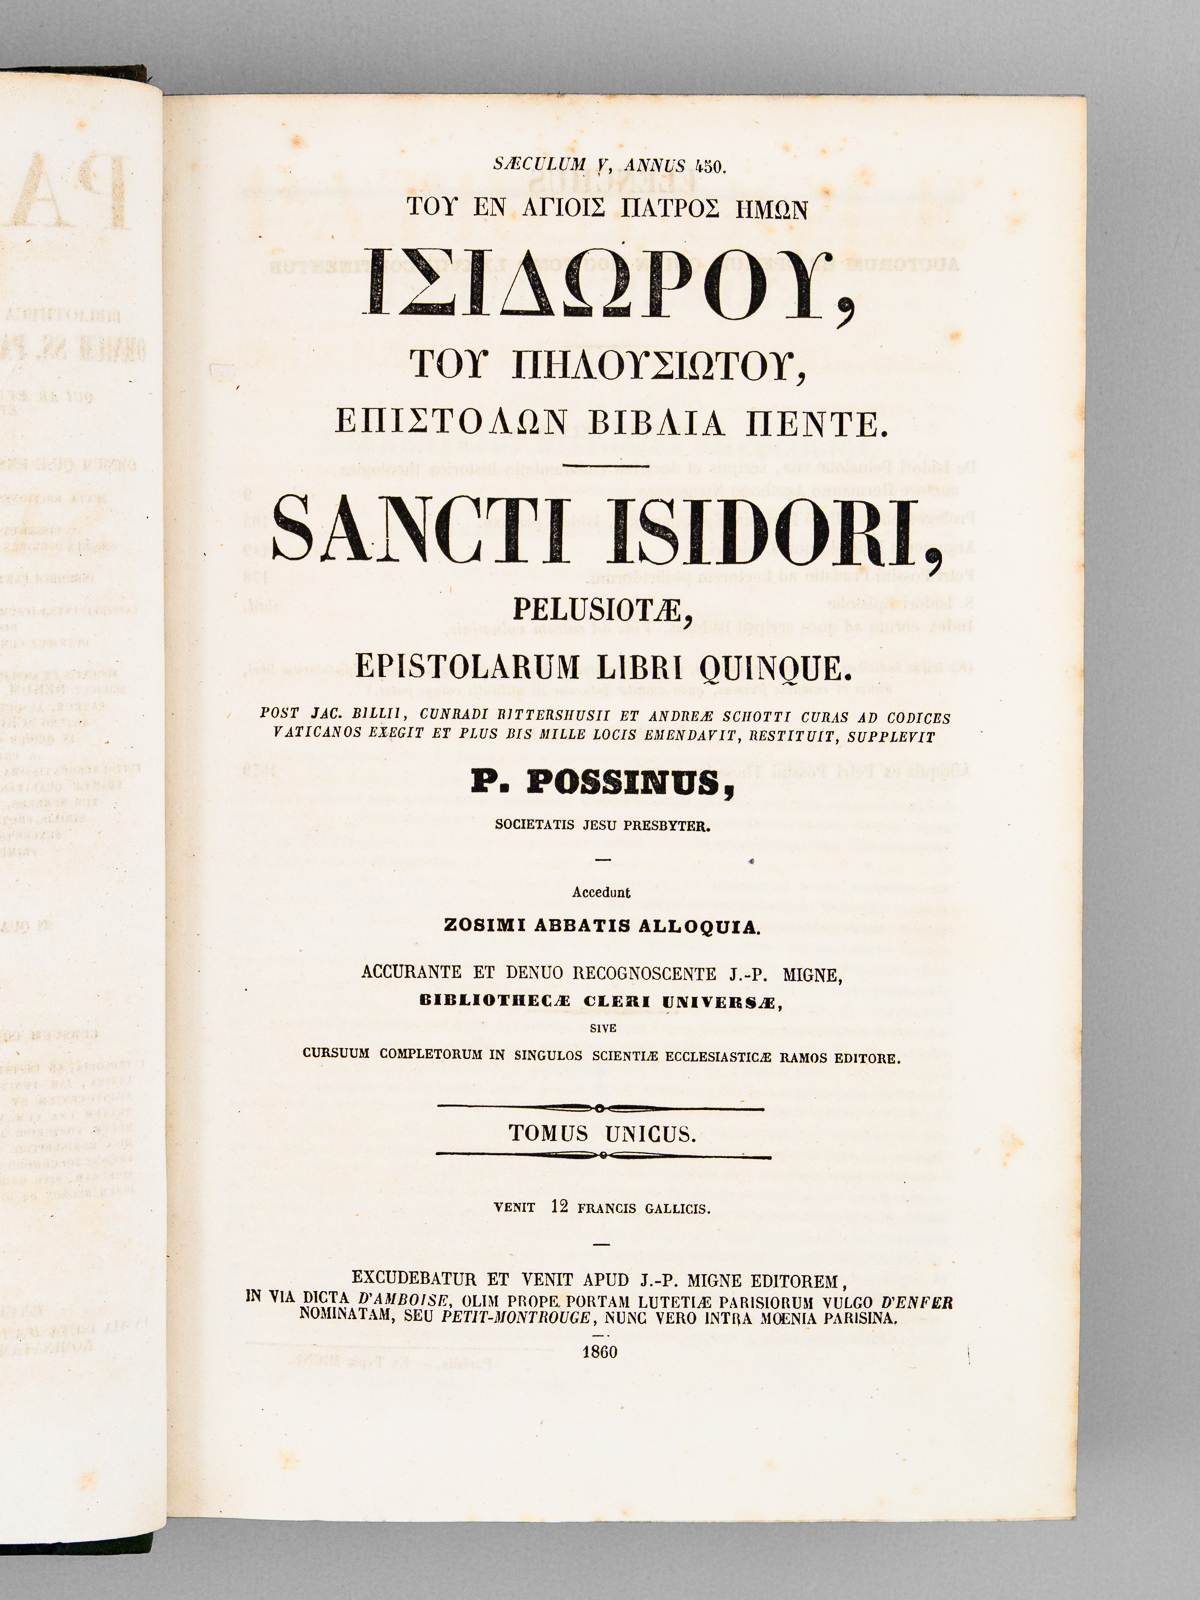 SÆCULUM V, ANNUS 450.
ΤΟΥ ΕΝ ΑΓΙΟΙΣ ΠΑΤΡΟΣ ΗΜΩΝ
ΙΣΙΔΩΡΟΥ,
ΤΟΥ ΠΗΛΟΥΣΙΩΤΟΥ,
ΕΠΙΣΤΟΛΩΝ ΒΙΒΛΙΑ ΠΕΝΤΕ.
SANCTI ISIDORI,
PELUSIOTÆ,
EPISTOLARUM LIBRI QUINQUE.
POST JAC. BILLII, CUNRADI RITTERSHUSII ET ANDREÆ SCHOTTI CURAS AD CODICES
VATICANOS EXEGIT ET PLUS BIS MILLE LOCIS EMENDAVIT, RESTITUIT, SUPPLEVIT
P. POSSINUS,
SOCIETATIS JESU PRESBYTER.
Accedunt
ZOSIMI ABBATIS ALLOQUIA.
ACCURANTE ET DENUO RECOGNOSCENTE J.-P. MIGNE,
BIBLIOTHECÆ CLERI UNIVERSÆ,
SIVE
CURSUUM COMPLETORUM IN SINGULOS SCIENTIÆ ECCLESIASTICÆ RAMOS EDITORE.
TOMUS UNICUS.
VENIT 12 FRANCIS GALLICIS.
EXCUDEBATUR ET VENIT APUD J.-P. MIGNE EDITOREM,
IN VIA DICTA D'AMBOISE, OLIM PROPE PORTAM LUTETIÆ PARISIORUM VULGO D'ENFER
NOMINATAM, SEU PETIT-MONTROUGE, NUNC VERO INTRA MOENIA PARISINA.
1860